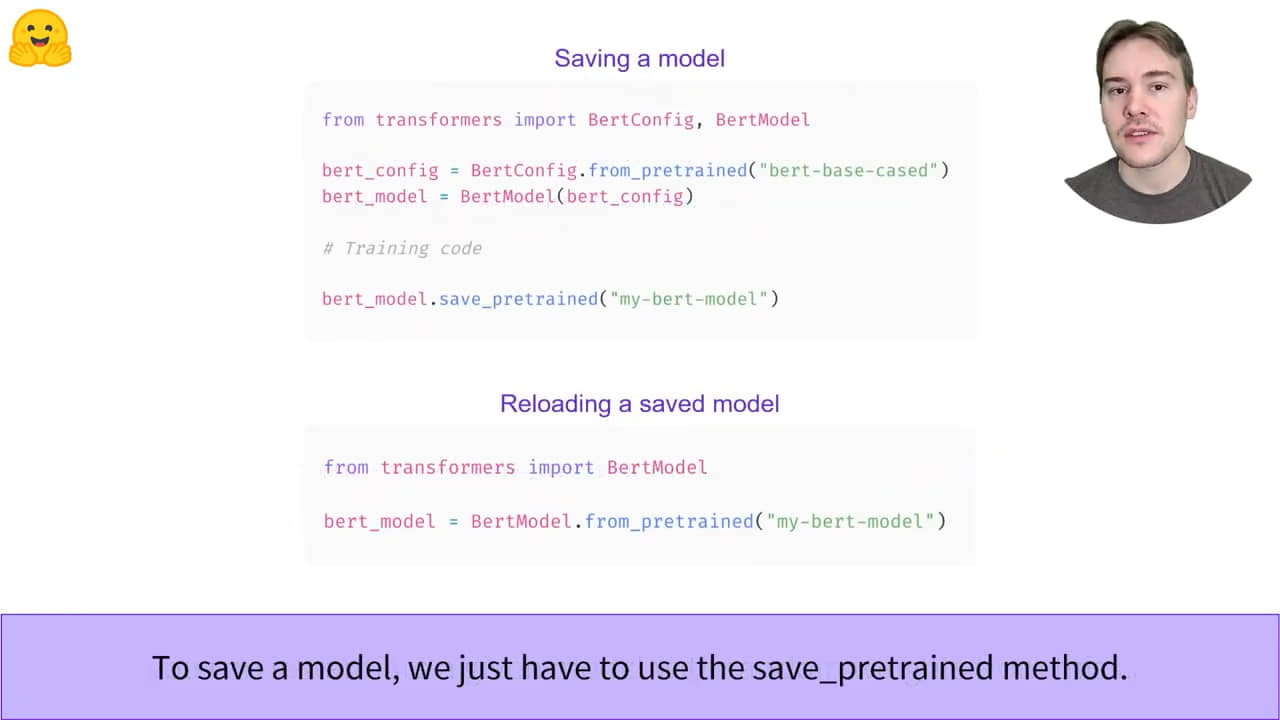 Saving a model
from transformers import BertConfig, BertModel
bert_config = BertConfig.from_pretrained("bert-base-cased")
bert_model = BertModel(bert_config)
# Training code
bert_model.save_pretrained("my-bert-model")
Reloading a saved model
from transformers import BertModel
bert_model = BertModel.from_pretrained("my-bert-model")
To save a model, we just have to use the save_pretrained method.